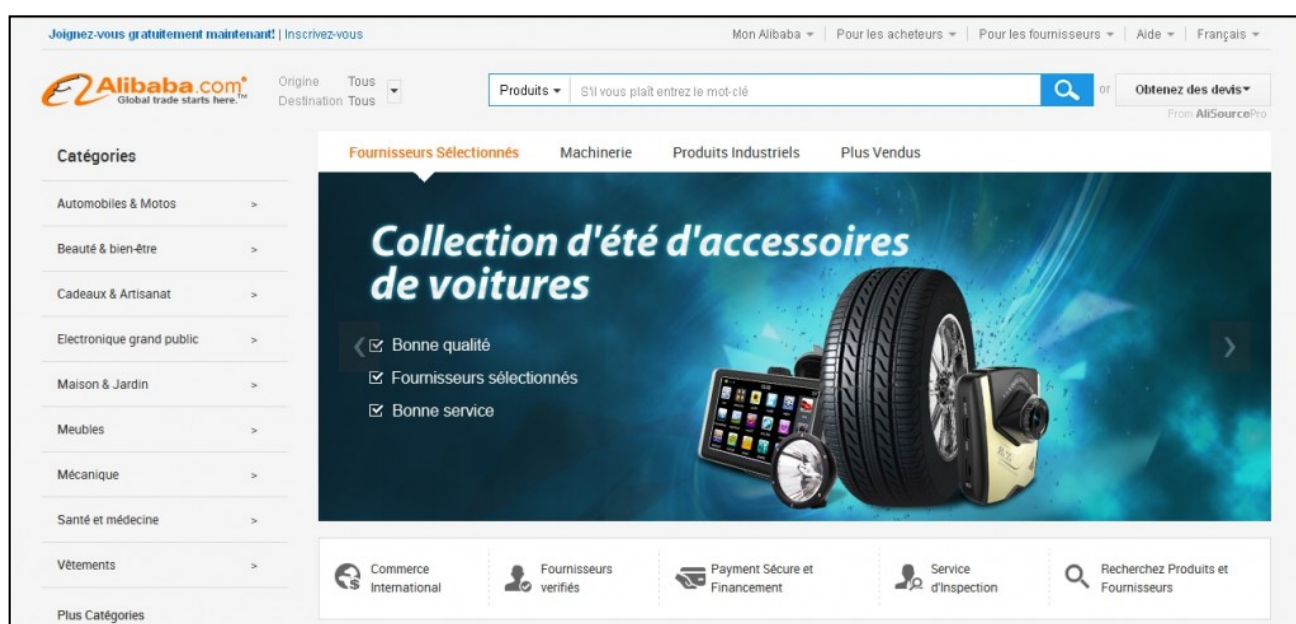 Joignez-vous gratuitement maintenant! | Inscrivez-vous
Mon Alibaba | Pour les acheteurs | Pour les fournisseurs | Aide | Français
Alibaba.com®
Global trade starts here.™
Origine Tous
Destination Tous
Produits S'il vous plaît entrez le mot-clé
or Obtenez des devis
From AliSourcePro
Catégories
Automobiles & Motos >
Beauté & bien-être >
Cadeaux & Artisanat >
Electronique grand public >
Maison & Jardin >
Meubles >
Mécanique >
Santé et médecine >
Vêtements >
Plus Catégories
Fournisseurs Sélectionnés Machinerie Produits Industriels Plus Vendus
Collection d'été d'accessoires
de voitures
Bonne qualité
Fournisseurs sélectionnés
Bonne service
Commerce
International
Fournisseurs
verifiés
Payment Sécure et
Financement
Service
d'Inspection
Recherchez Produits et
Fournisseurs